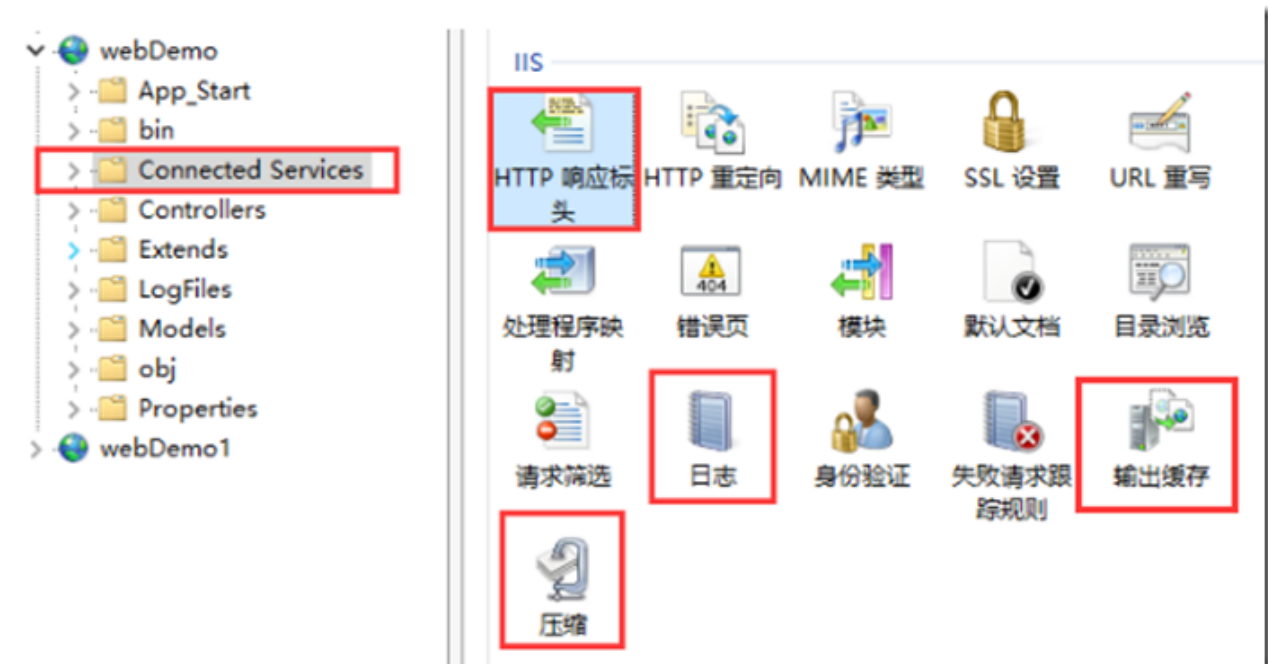 webDemo
App_Start
bin
Connected Services
Controllers
Extends
LogFiles
Models
obj
Properties
webDemo1
IIS
HTTP 响应标
头
HTTP 重定向
MIME 类型
SSL 设置
URL 重写
处理程序映
射
404
错误页
模块
默认文档
目录浏览
请求筛选
日志
身份验证
失败请求跟
踪规则
输出缓存
压缩